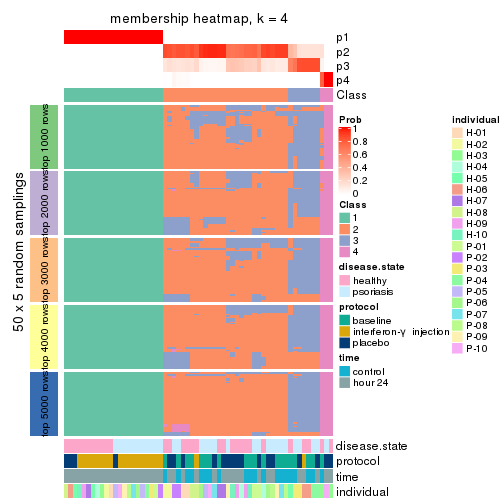 membership heatmap, k = 4
p1
p2
p3
p4
Class
50 x 5 random samplings
top 1000 rows
top 2000 rows
top 3000 rows
top 4000 rows
top 5000 rows
disease.state
protocol
time
individual
Prob
1
0.8
0.6
0.4
0.2
0
Class
1
2
3
4
disease.state
healthy
psoriasis
protocol
baseline
interferon-γ injection
placebo
time
control
hour 24
individual
H-01
H-02
H-03
H-04
H-05
H-06
H-07
H-08
H-09
H-10
P-01
P-02
P-03
P-04
P-05
P-06
P-07
P-08
P-09
P-10